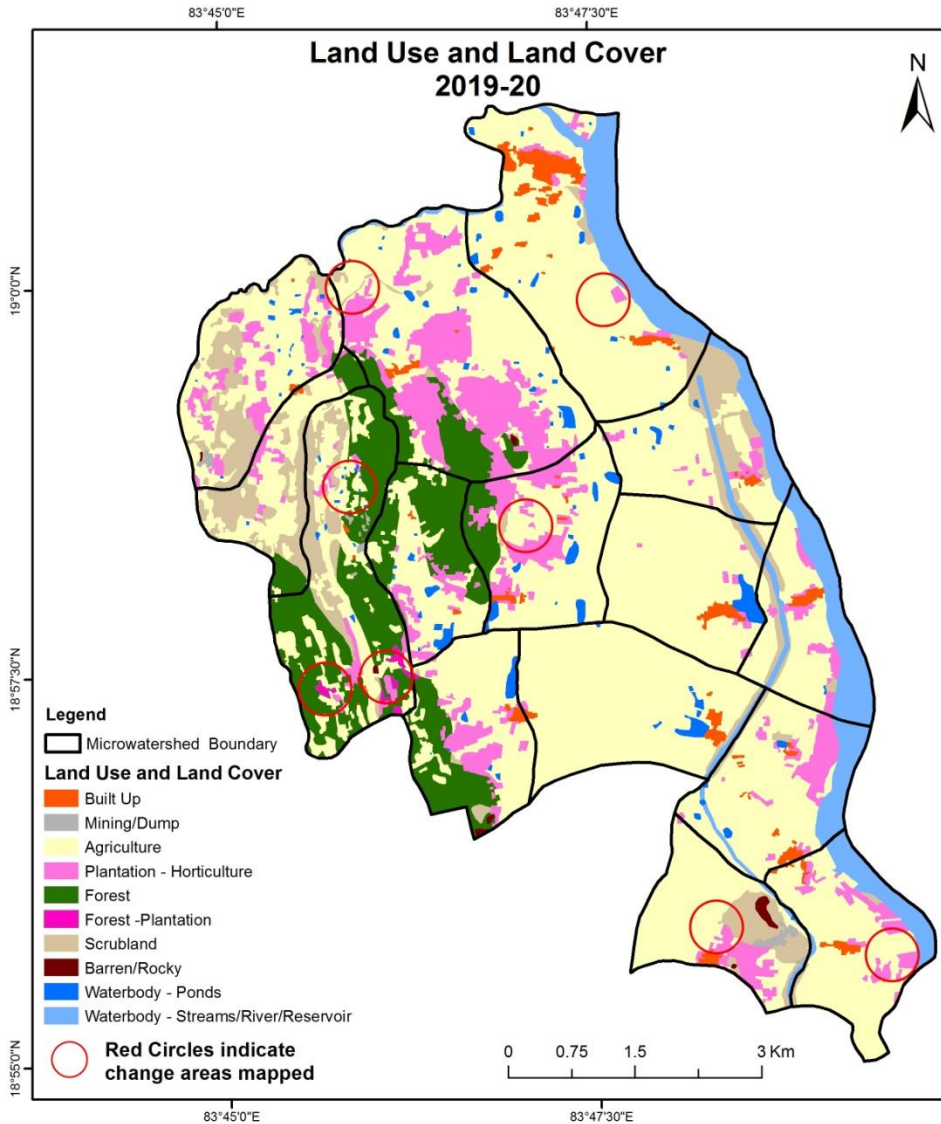 83°45'0"E
83°47'30"E
Land Use and Land Cover
2019-20
N
19°0'0"N
18°57'30"N
18°55'0"N
Legend
Microwatershed Boundary
Land Use and Land Cover
Built Up
Mining/Dump
Agriculture
Plantation - Horticulture
Forest
Forest -Plantation
Scrubland
Barren/Rocky
Waterbody - Ponds
Waterbody - Streams/River/Reservoir
Red Circles indicate
change areas mapped
0 0.75 1.5 3 Km
83°45'0"E
83°47'30"E